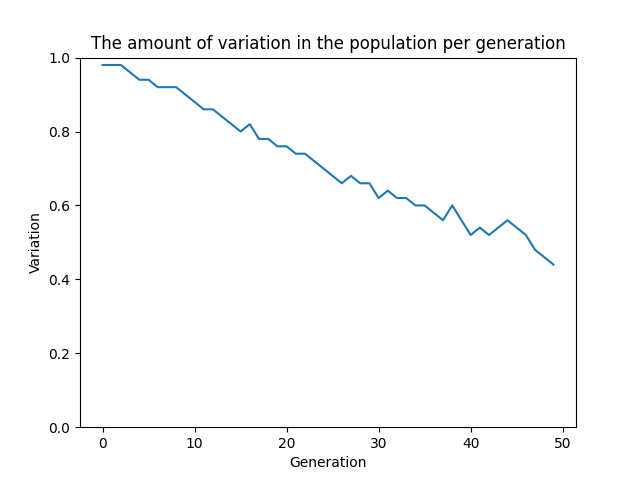 The amount of variation in the population per generation
1.0
0.8
0.6
0.4
0.2
0.0
Variation
0 10 20 30 40 50
Generation